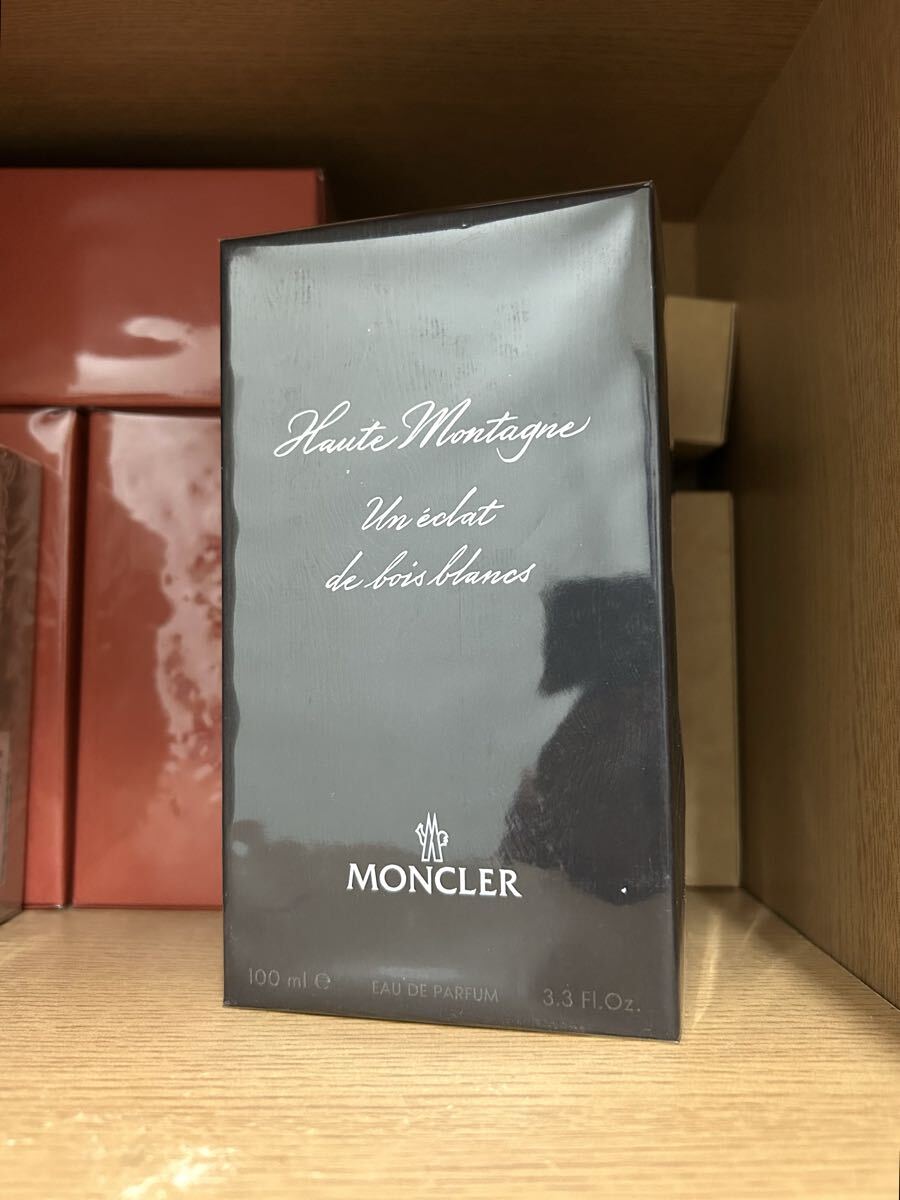 Haute Montagne
Un éclat
de bois blancs
MONCLER
100 ml ℮
EAU DE PARFUM
3.3 Fl.Oz.